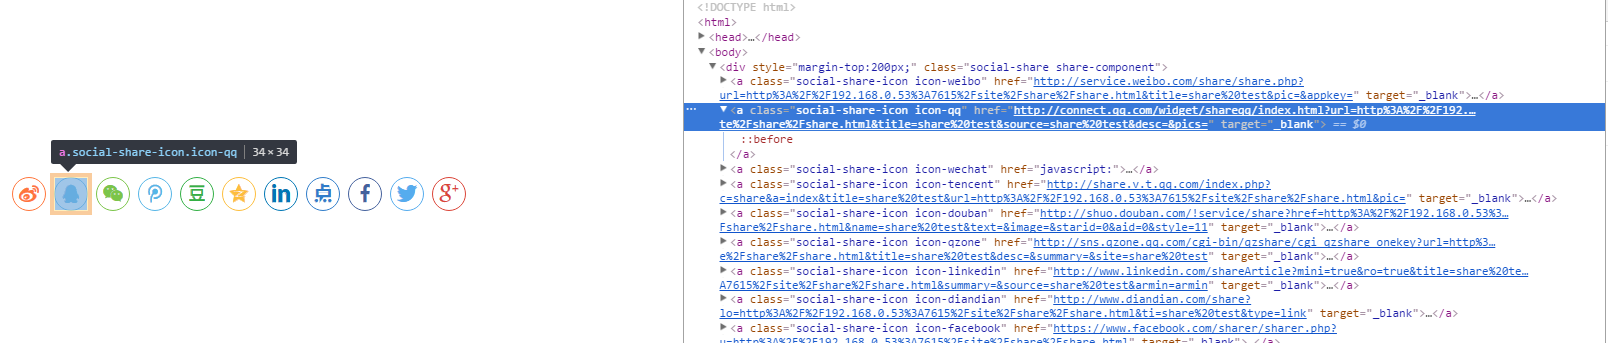 <!DOCTYPE html>
<html>
<head>…</head>
<body>
<div style="margin-top:200px;" class="social-share share-component">
<a class="social-share-icon icon-weibo" href="http://service.weibo.com/share/share.php?
url=http%3A%2F%2F192.168.0.53%3A7615%2Fsite%2Fshare%2Fshare.html&title=share%20test&pic=&appkey=" target="_blank">…</a>
… <a class="social-share-icon icon-qq" href="http://connect.qq.com/widget/shareqq/index.html?url=http%3A%2F%2F192.…
te%2Fshare%2Fshare.html&title=share%20test&source=share%20test&desc=&pics=" target="_blank"> == $0
::before
</a>
<a class="social-share-icon icon-wechat" href="javascript:">…</a>
<a class="social-share-icon icon-tencent" href="http://share.v.t.qq.com/index.php?
c=share&a=index&title=share%20test&url=http%3A%2F%2F192.168.0.53%3A7615%2Fsite%2Fshare%2Fshare.html&pic=" target="_blank">…</a>
<a class="social-share-icon icon-douban" href="http://shuo.douban.com/!service/share?href=http%3A%2F%2F192.168.0.53%3…
Fshare%2Fshare.html&name=share%20test&text=&image=&starid=0&aid=0&style=11" target="_blank">…</a>
<a class="social-share-icon icon-qzone" href="http://sns.qzone.qq.com/cgi-bin/qzshare/cgi_qzshare_onekey?url=http%3…
e%2Fshare%2Fshare.html&title=share%20test&desc=&summary=&site=share%20test" target="_blank">…</a>
<a class="social-share-icon icon-linkedin" href="http://www.linkedin.com/shareArticle?mini=true&ro=true&title=share%20te…
A7615%2Fsite%2Fshare%2Fshare.html&summary=&source=share%20test&armin=armin" target="_blank">…</a>
<a class="social-share-icon icon-diandian" href="http://www.diandian.com/share?
lo=http%3A%2F%2F192.168.0.53%3A7615%2Fsite%2Fshare%2Fshare.html&ti=share%20test&type=link" target="_blank">…</a>
<a class="social-share-icon icon-facebook" href="https://www.facebook.com/sharer/sharer.php?
u=http%3A%2F%2F192.168.0.53%3A7615%2Fsite%2Fshare%2Fshare.html" target="_blank">…</a>
a.social-share-icon.icon-qq 34×34
豆 in 点 f g+